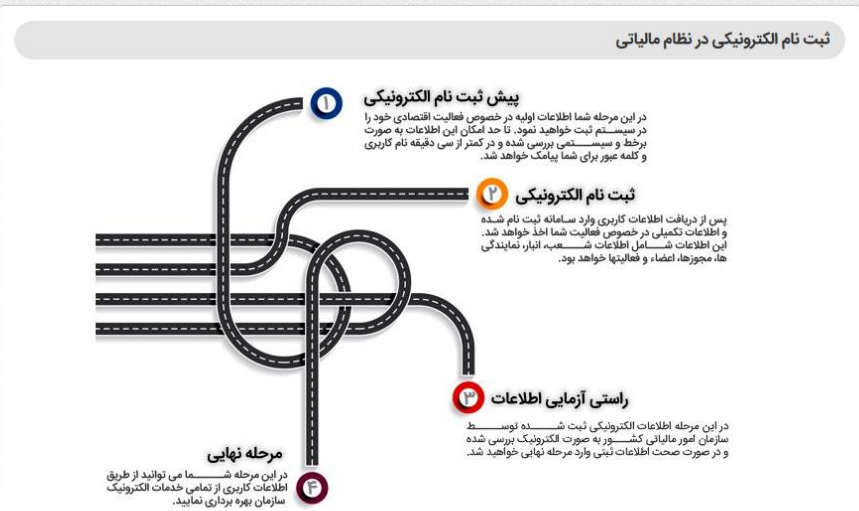 ثبت نام الکترونیکی در نظام مالیاتی
۱
پیش ثبت نام الکترونیکی
در این مرحله شما اطلاعات اولیه در خصوص فعالیت اقتصادی خود را
در سیستم ثبت خواهید نمود. تا حد امکان این اطلاعات به صورت
برخط و سیستمی بررسی شده و در کمتر از سی دقیقه نام کاربری
و کلمه عبور برای شما پیامک خواهد شد.
۲
ثبت نام الکترونیکی
پس از دریافت اطلاعات کاربری وارد سامانه ثبت نام شده
و اطلاعات تکمیلی در خصوص فعالیت شما اخذ خواهد شد.
این اطلاعات شامل اطلاعات شعب، انبار، نمایندگی
ها، مجوزها، اعضاء و فعالیتها خواهد بود.
۳
راستی آزمایی اطلاعات
در این مرحله اطلاعات الکترونیکی ثبت شده توسط
سازمان امور مالیاتی کشور به صورت الکترونیک بررسی شده
و در صورت صحت اطلاعات ثبتی وارد مرحله نهایی خواهید شد.
۴
مرحله نهایی
در این مرحله شما می توانید از طریق
اطلاعات کاربری از تمامی خدمات الکترونیک
سازمان بهره برداری نمایید.